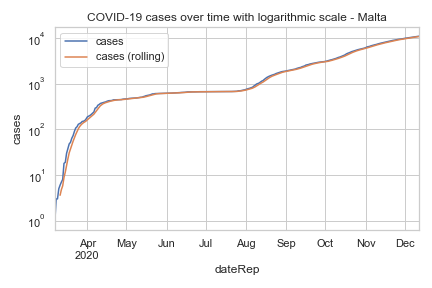 COVID-19 cases over time with logarithmic scale - Malta
cases
cases (rolling)
10⁴
10³
10²
10¹
10⁰
cases
Apr May Jun Jul Aug Sep Oct Nov Dec
2020
dateRep